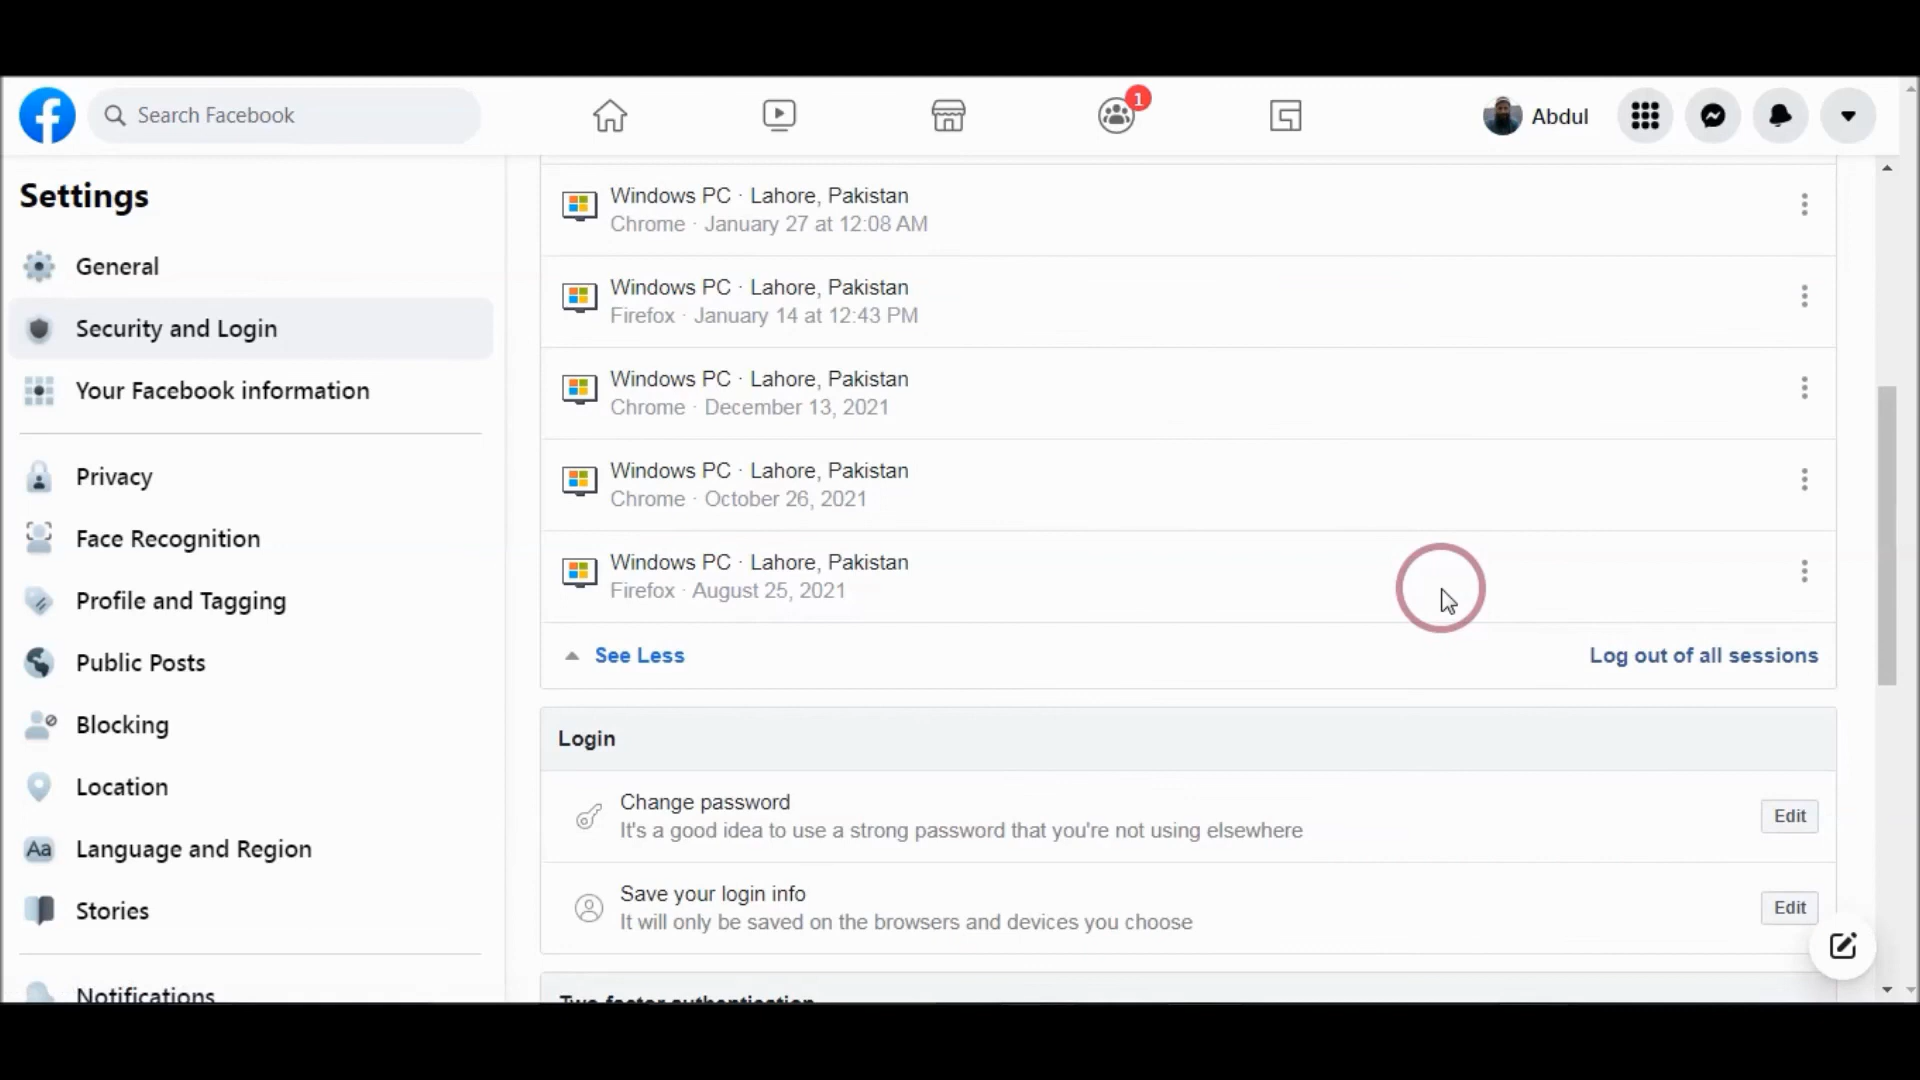 Search Facebook
1
Abdul
Settings
General
Security and Login
Your Facebook information
Privacy
Face Recognition
Profile and Tagging
Public Posts
Blocking
Location
Aa Language and Region
Stories
Notifications
Windows PC · Lahore, Pakistan
Chrome · January 27 at 12:08 AM
Windows PC · Lahore, Pakistan
Firefox · January 14 at 12:43 PM
Windows PC · Lahore, Pakistan
Chrome · December 13, 2021
Windows PC · Lahore, Pakistan
Chrome · October 26, 2021
Windows PC · Lahore, Pakistan
Firefox · August 25, 2021
See Less
Log out of all sessions
Login
Change password
It's a good idea to use a strong password that you're not using elsewhere
Edit
Save your login info
It will only be saved on the browsers and devices you choose
Edit
Two-factor authentication